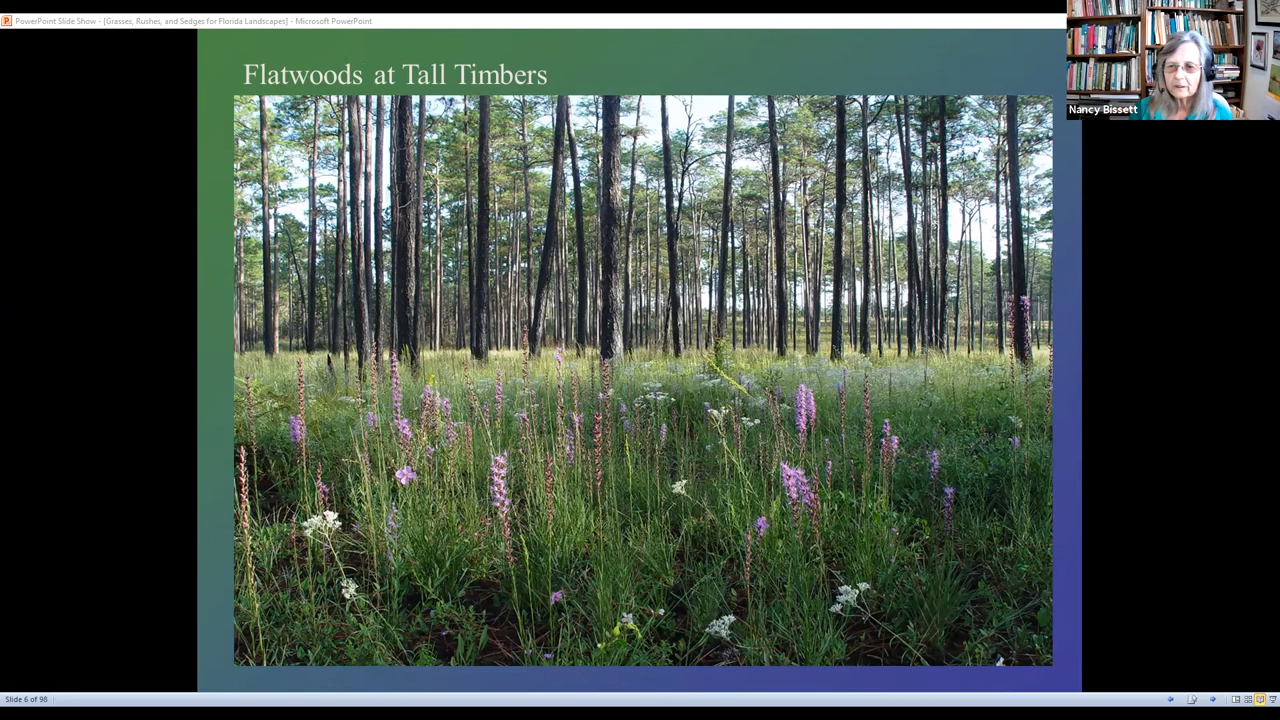 PowerPoint Slide Show - [Grasses, Rushes, and Sedges for Florida Landscapes] - Microsoft PowerPoint
Flatwoods at Tall Timbers
Nancy Bissett
Slide 6 of 98